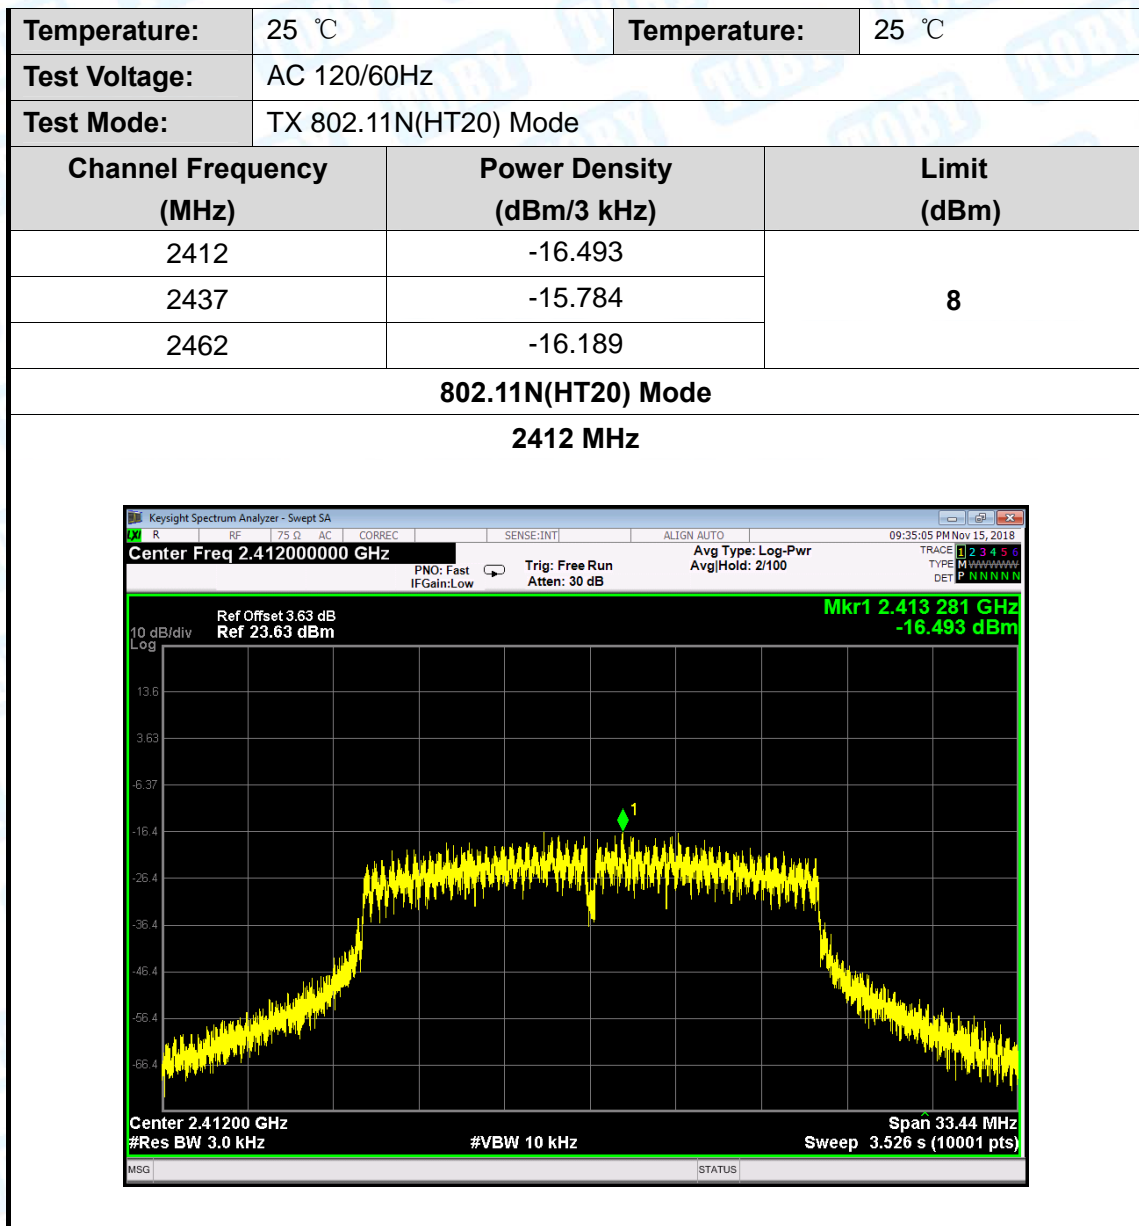 Temperature: 25 ℃ Temperature: 25 ℃
Test Voltage: AC 120/60Hz
Test Mode: TX 802.11N(HT20) Mode
Channel Frequency Power Density Limit
(MHz) (dBm/3 kHz) (dBm)
2412 -16.493
2437 -15.784 8
2462 -16.189
802.11N(HT20) Mode
2412 MHz
Keysight Spectrum Analyzer - Swept SA
LXI R RF 75 Ω AC CORREC SENSE:INT ALIGN AUTO 09:35:05 PM Nov 15, 2018
Center Freq 2.412000000 GHz Avg Type: Log-Pwr TRACE 1 2 3 4 5 6
PNO: Fast Trig: Free Run Avg|Hold: 2/100 TYPE M WWWWW
IFGain:Low Atten: 30 dB DET P N N N N N
Mkr1 2.413 281 GHz
Ref Offset 3.63 dB
10 dB/div Ref 23.63 dBm -16.493 dBm
Log
13.6
3.63
-6.37
1
-16.4
-26.4
-36.4
-46.4
-56.4
-66.4
Center 2.41200 GHz Span 33.44 MHz
#Res BW 3.0 kHz #VBW 10 kHz Sweep 3.526 s (10001 pts)
MSG STATUS
TOBY